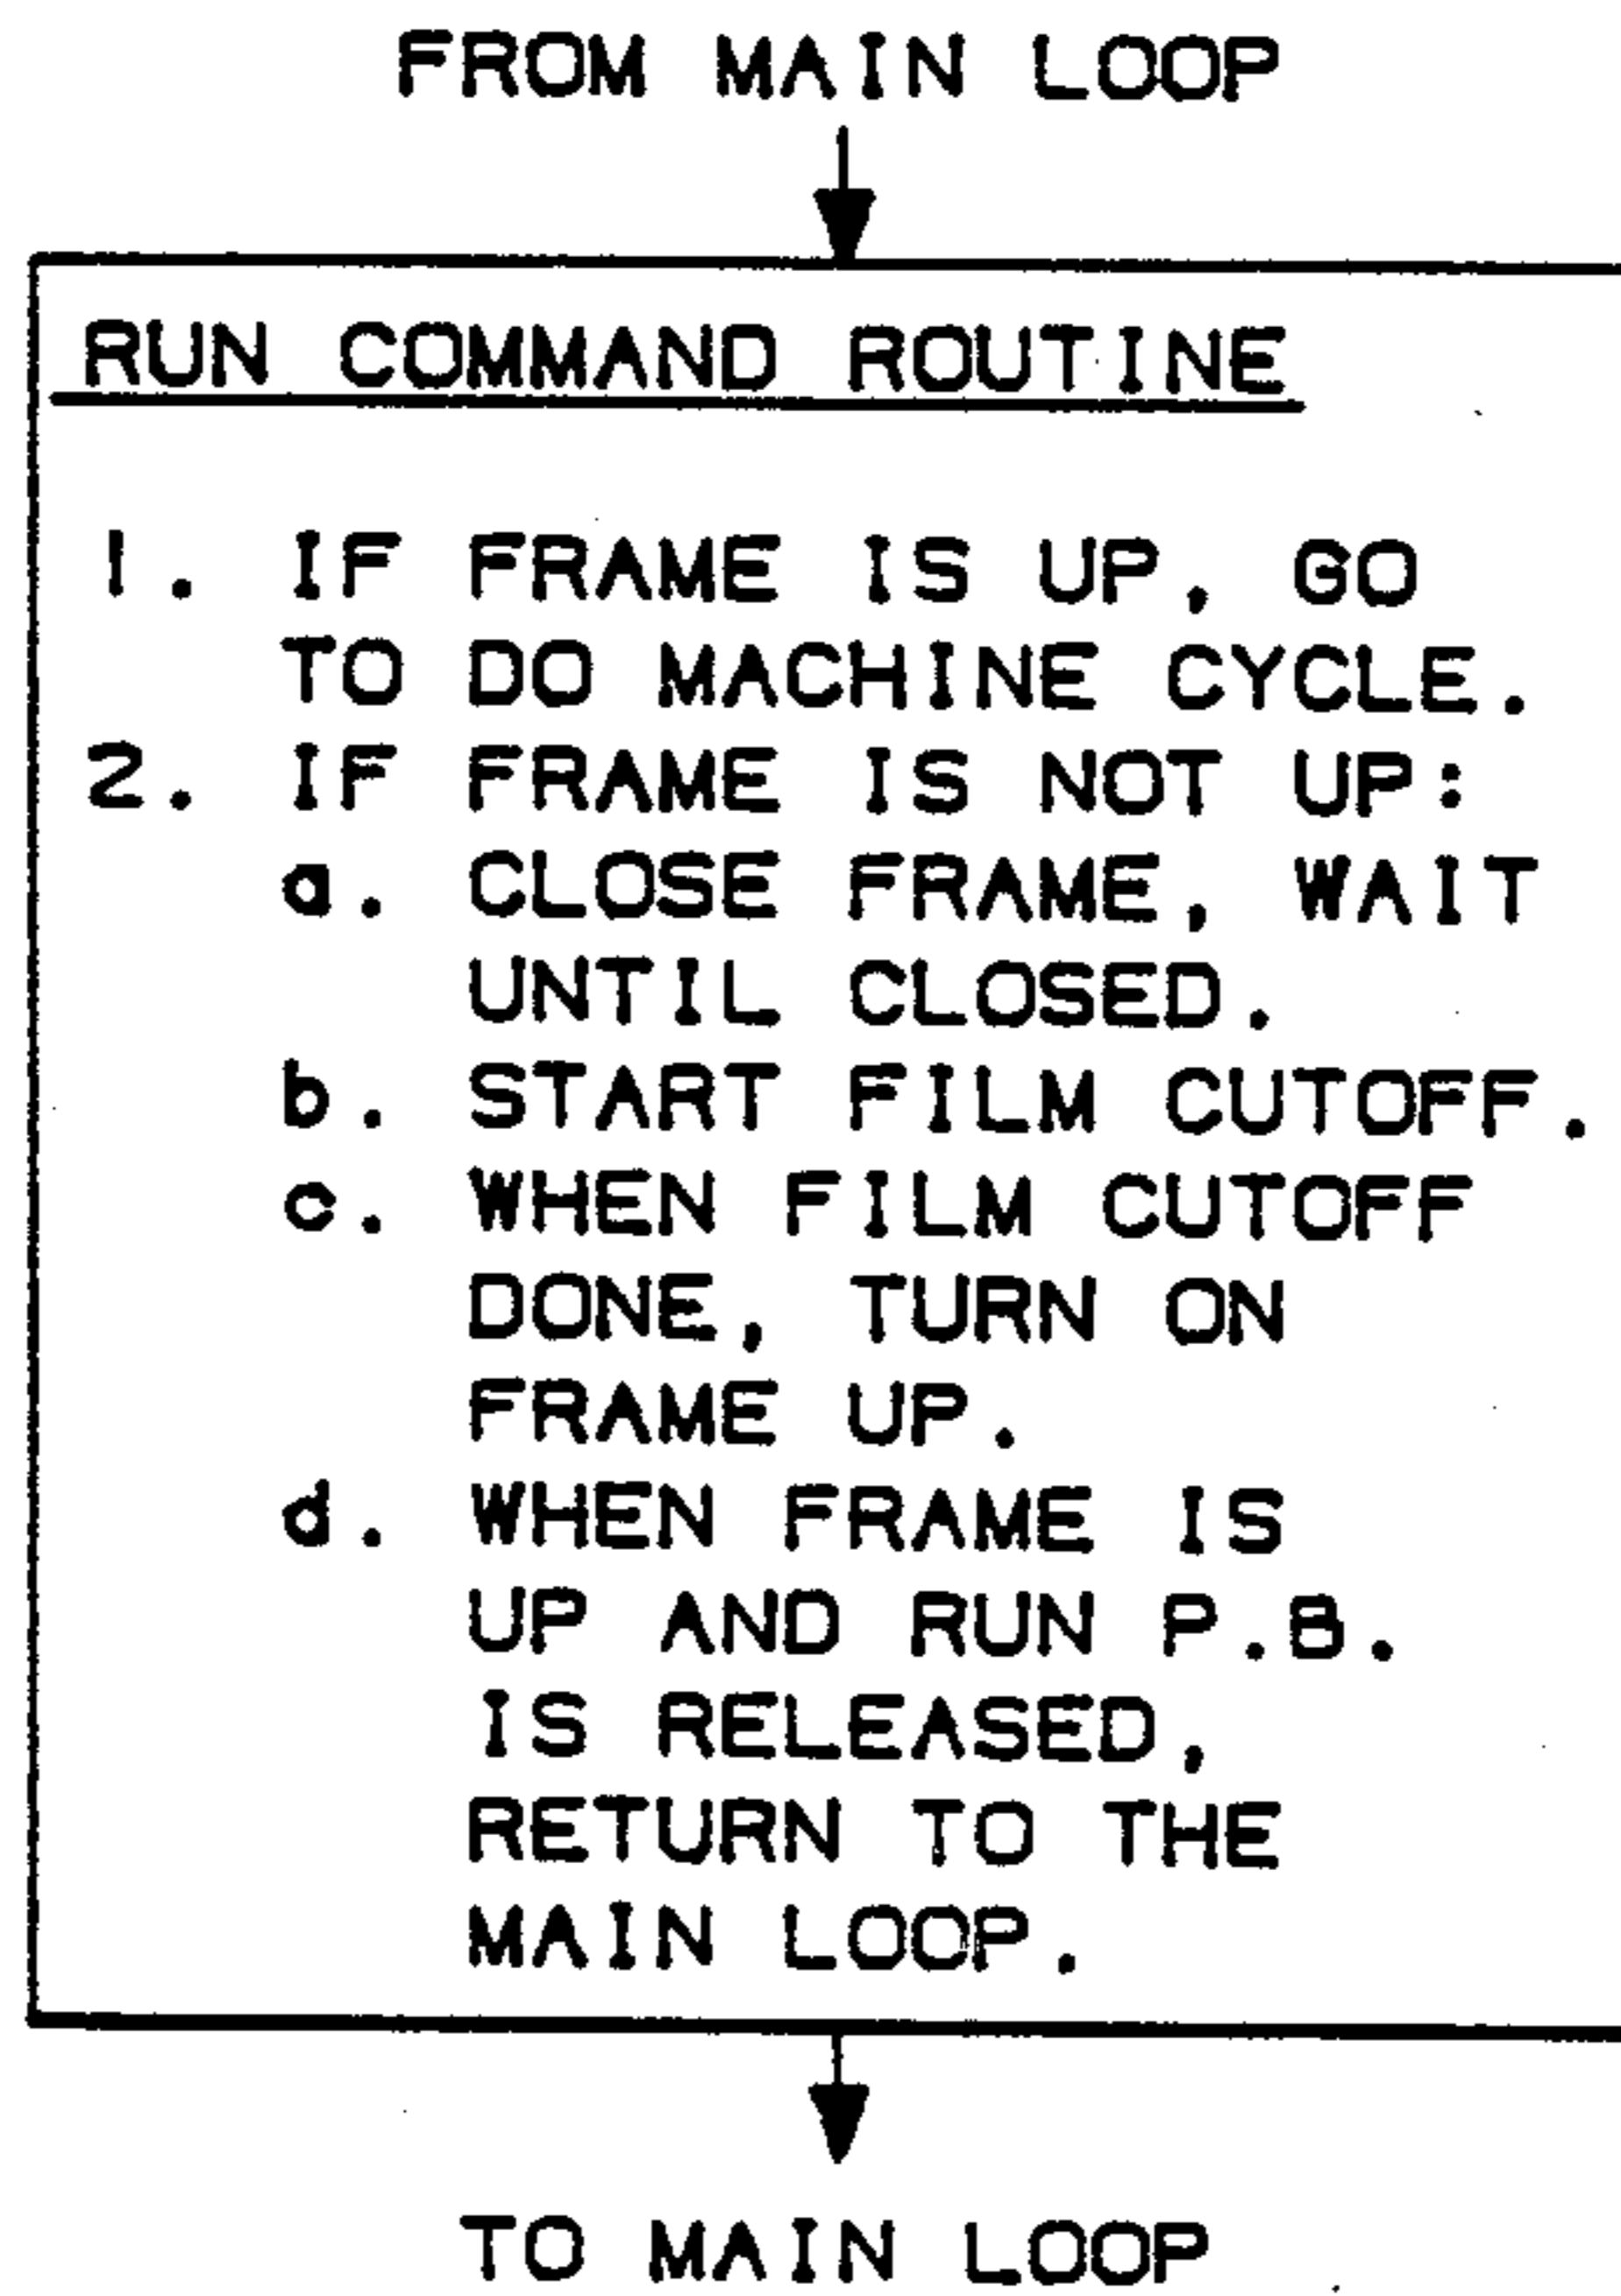 FROM MAIN LOOP
RUN COMMAND ROUTINE
1. IF FRAME IS UP, GO
TO DO MACHINE CYCLE.
2. IF FRAME IS NOT UP:
a. CLOSE FRAME, WAIT
UNTIL CLOSED.
b. START FILM CUTOFF.
c. WHEN FILM CUTOFF
DONE, TURN ON
FRAME UP.
d. WHEN FRAME IS
UP AND RUN P.B.
IS RELEASED,
RETURN TO THE
MAIN LOOP.
TO MAIN LOOP